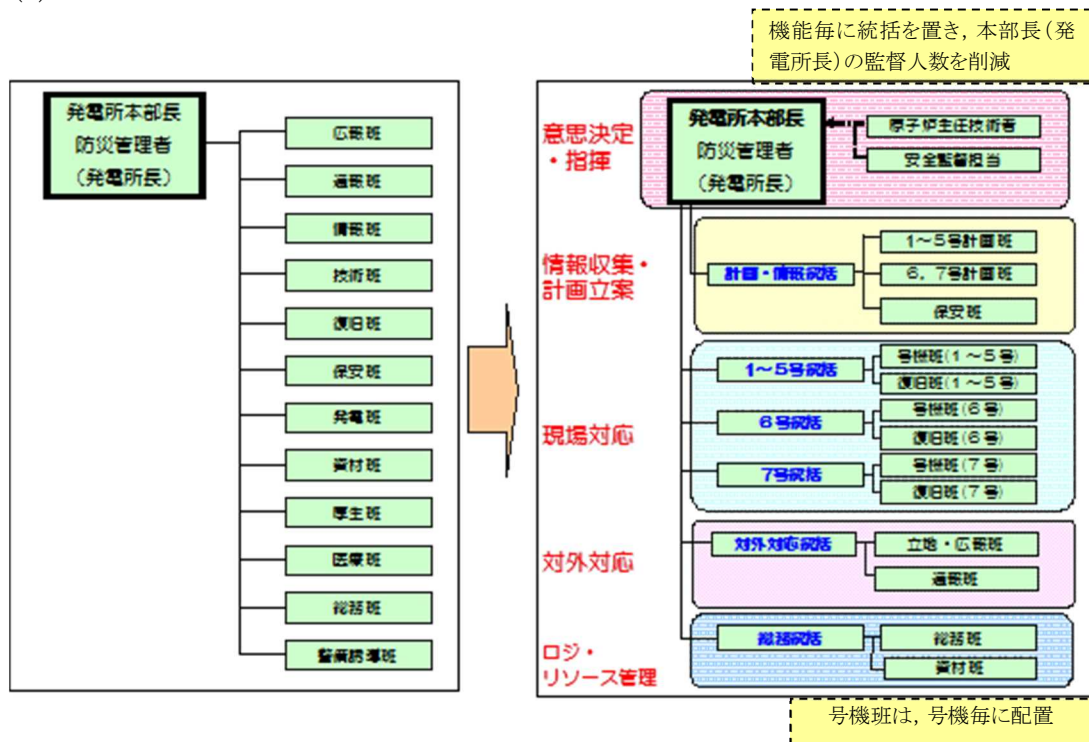 機能毎に統括を置き，本部長（発
電所長）の監督人数を削減
発電所本部長
防災管理者
（発電所長）
広報班
通報班
情報班
技術班
復旧班
保安班
発電班
資材班
厚生班
医療班
総務班
警備誘導班
意思決定
・指揮
発電所本部長
防災管理者
（発電所長）
原子炉主任技術者
安全監督担当
情報収集・
計画立案
計画・情報統括
1～5号計画班
6，7号計画班
保安班
現場対応
1～5号統括
号機班(1～5号)
復旧班(1～5号)
6号統括
号機班(6号)
復旧班(6号)
7号統括
号機班(7号)
復旧班(7号)
対外対応
対外対応統括
立地・広報班
通報班
ロジ・
リソース管理
総務統括
総務班
資材班
号機班は，号機毎に配置